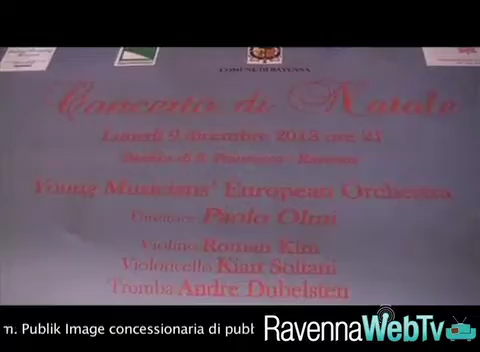 COMUNE DI RAVENNA
Concerto di Natale
Lunedì 9 dicembre 2013 ore 21
Basilica di S. Francesco - Ravenna
Young Musicians' European Orchestra
Direttore Paolo Olmi
Violino Roman Kim
Violoncello Kian Soltani
Tromba Andre Dubelsten
m. Publik Image concessionaria di pubb
RavennaWebTv